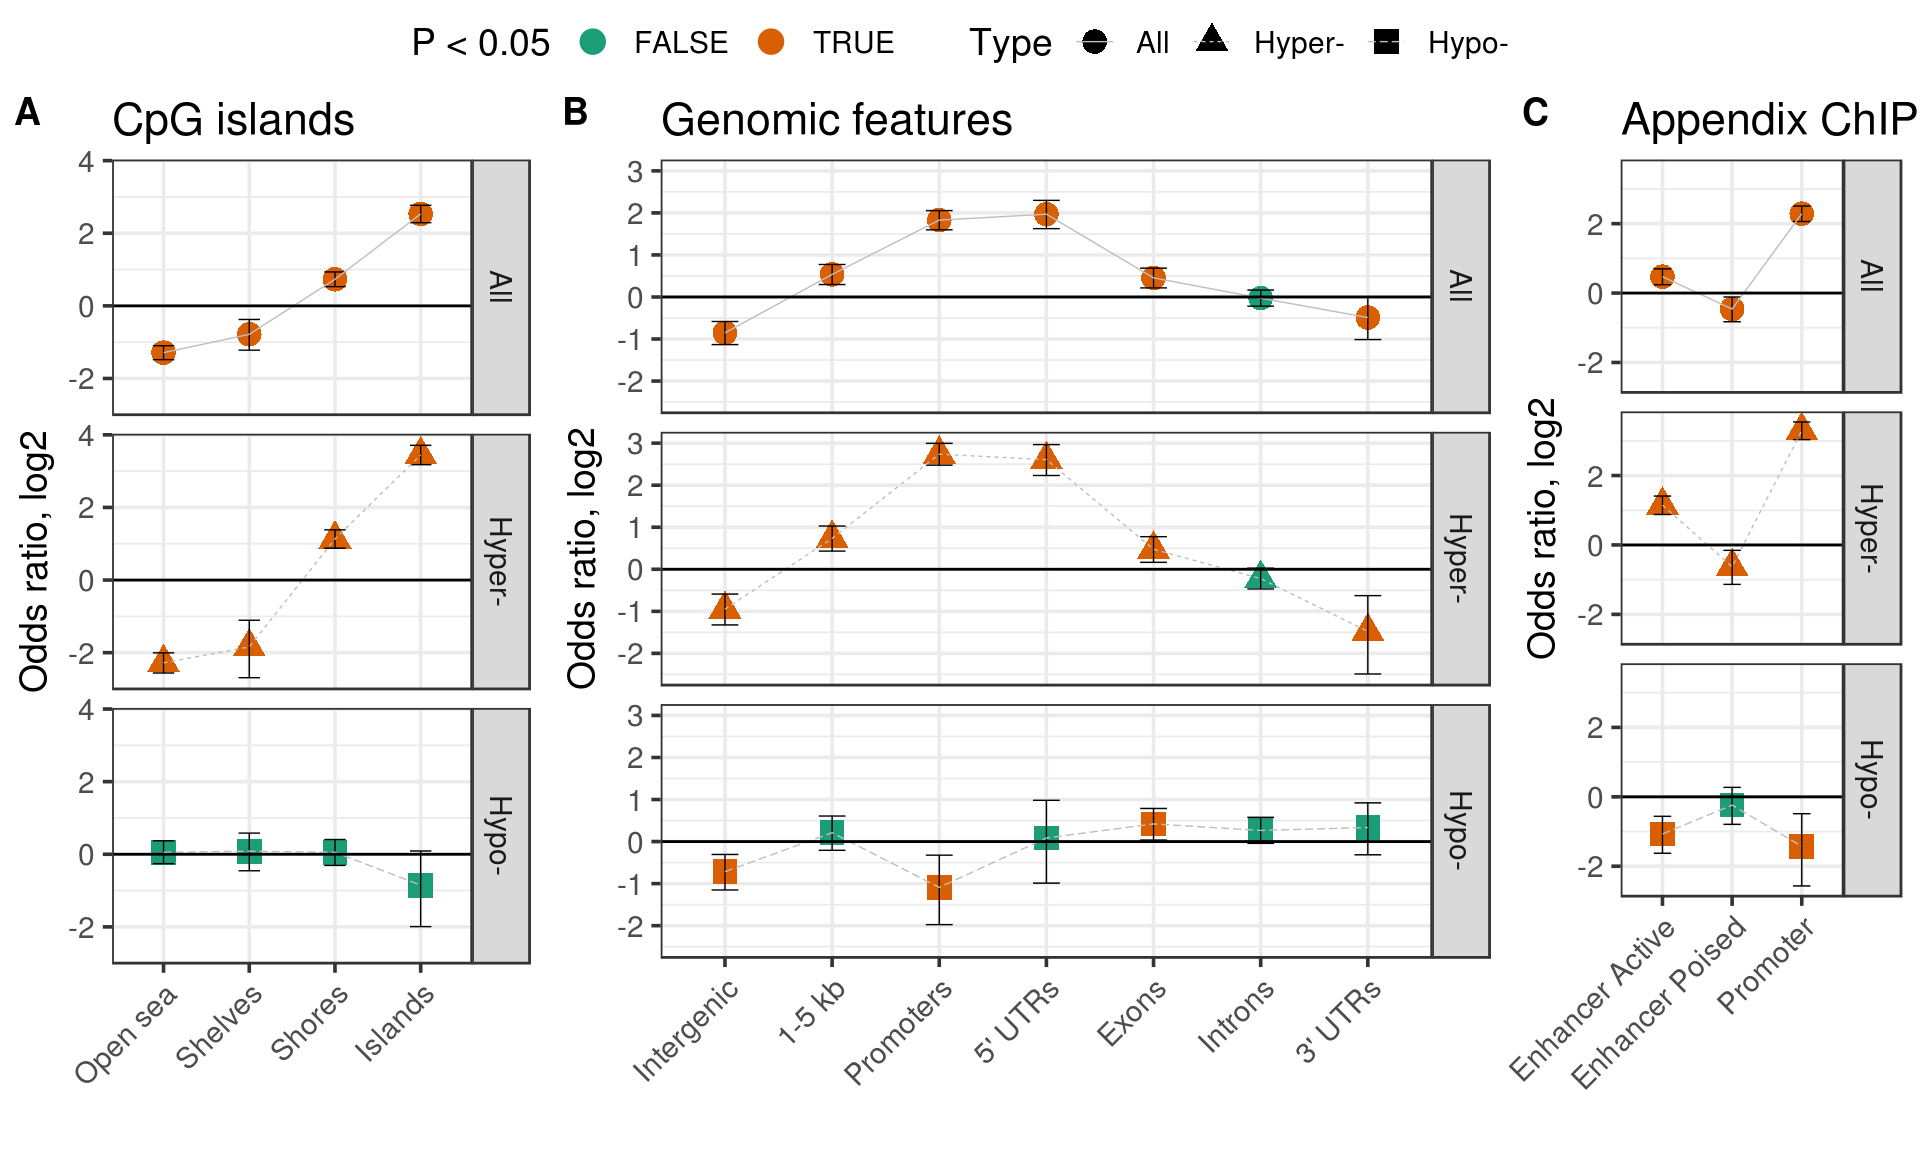 P < 0.05 FALSE TRUE Type All Hyper- Hypo-
A CpG islands
B Genomic features
C Appendix ChIP
Odds ratio, log2
4
2
0
-2
All
4
2
0
-2
Hyper-
4
2
0
-2
Hypo-
Open sea
Shelves
Shores
Islands
Odds ratio, log2
3
2
1
0
-1
-2
All
3
2
1
0
-1
-2
Hyper-
3
2
1
0
-1
-2
Hypo-
Intergenic
1-5 kb
Promoters
5' UTRs
Exons
Introns
3' UTRs
Odds ratio, log2
2
0
-2
All
2
0
-2
Hyper-
2
0
-2
Hypo-
Enhancer Active
Enhancer Poised
Promoter